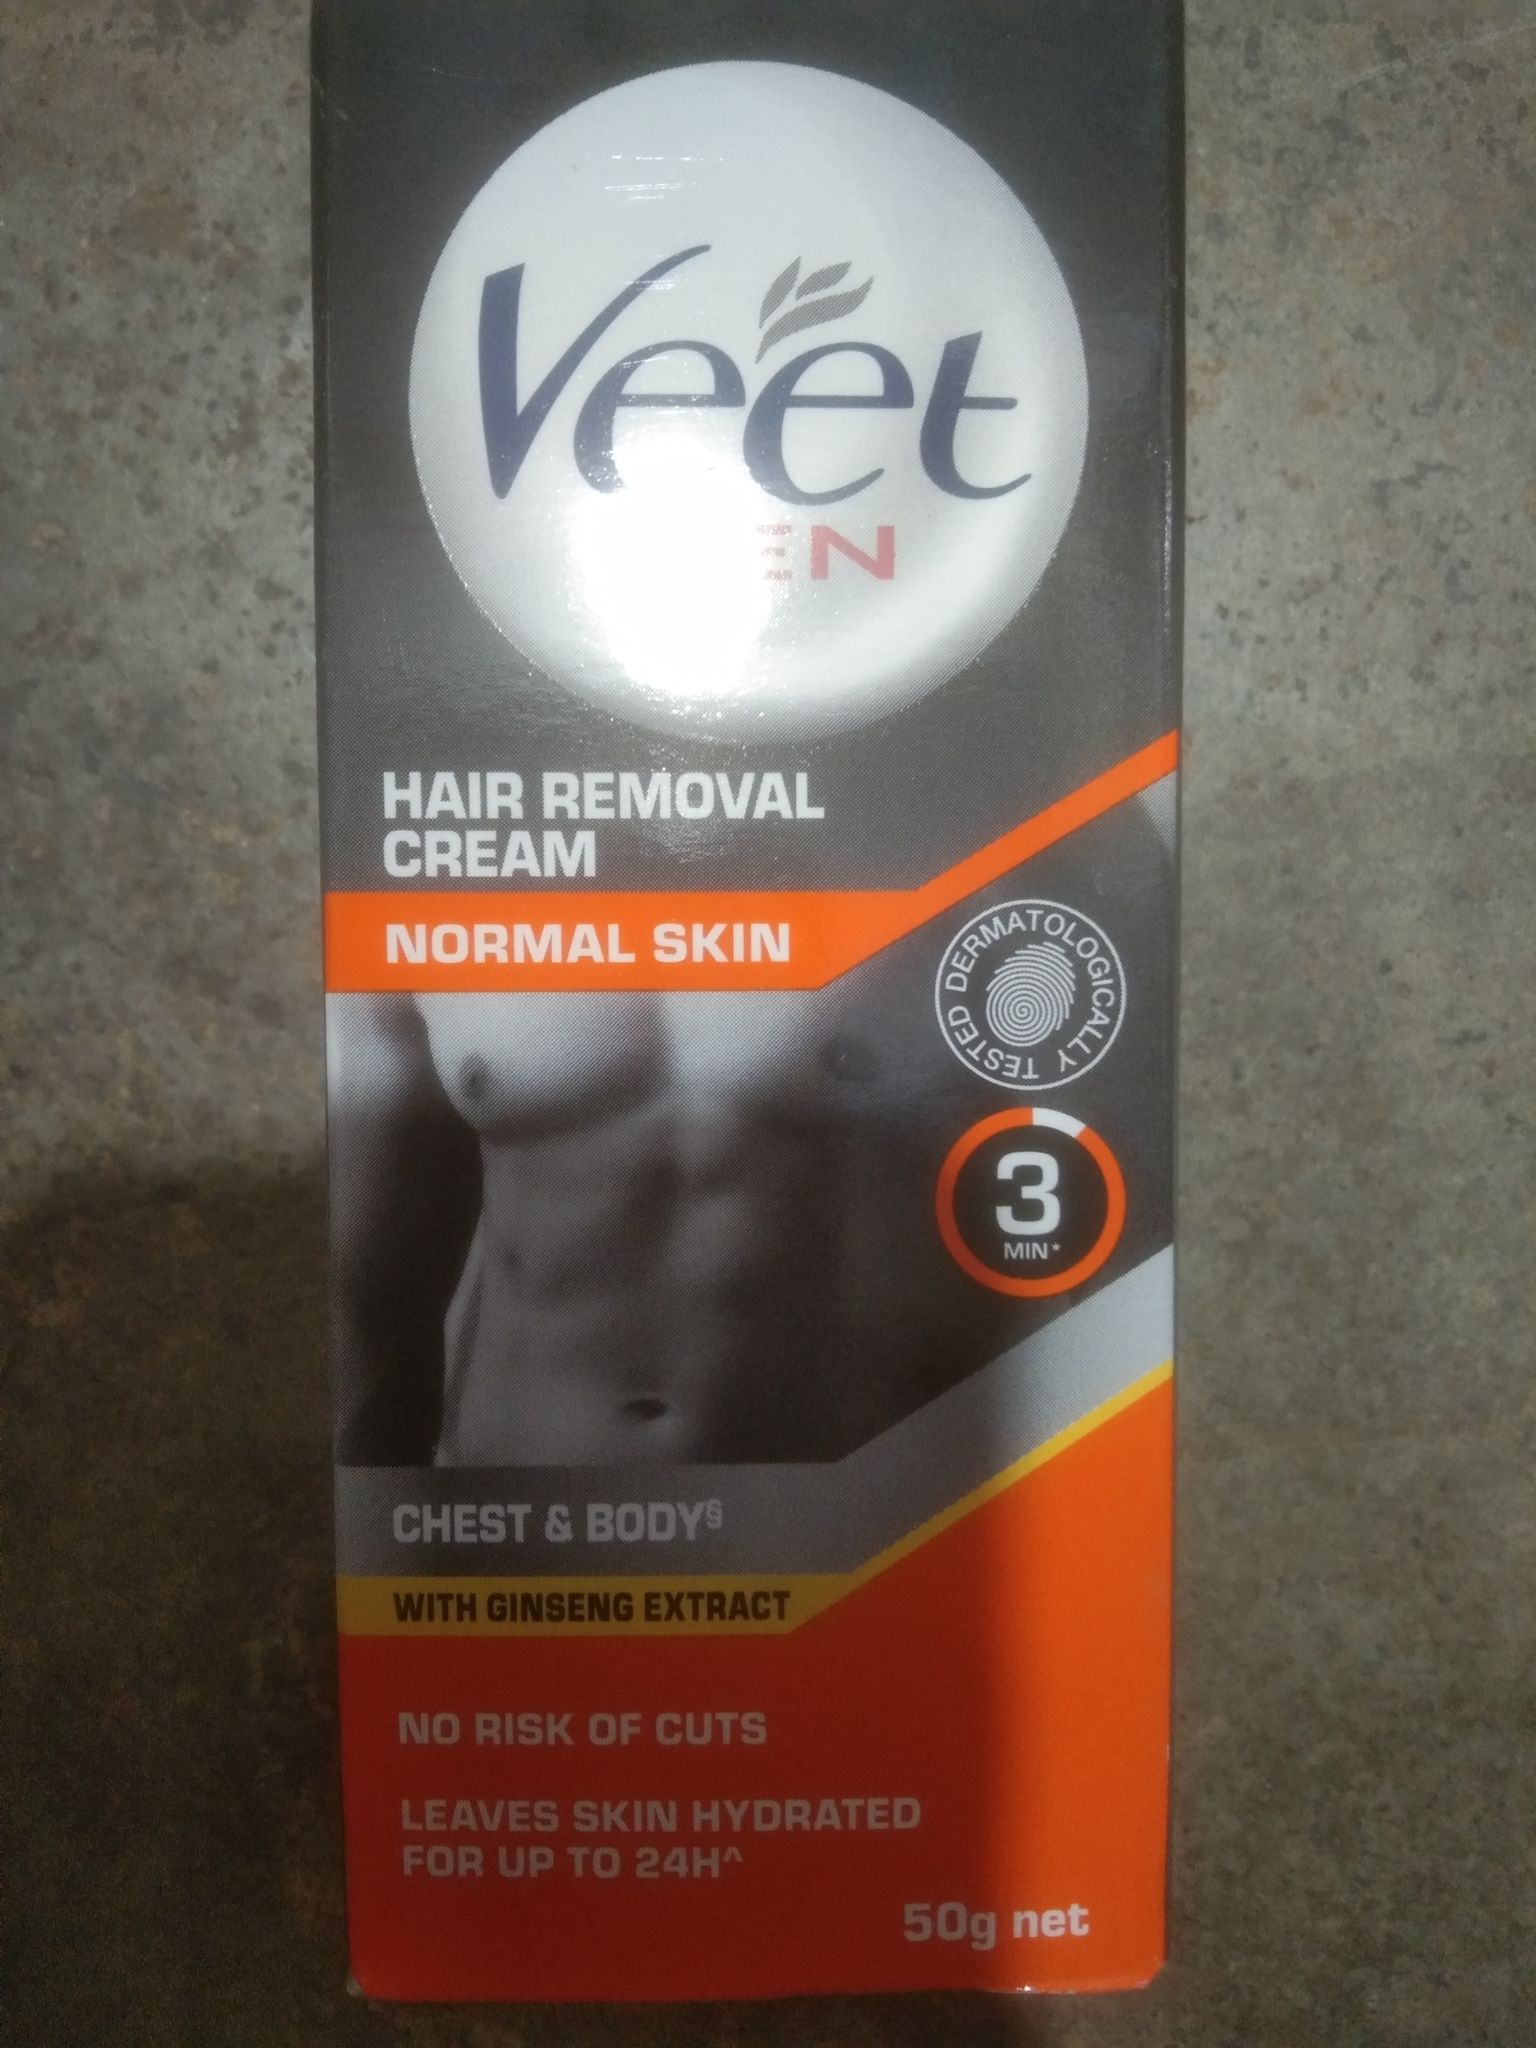 Veet
EN
HAIR REMOVAL
CREAM
NORMAL SKIN
DERMATOLOGICALLY TESTED
3
MIN*
CHEST & BODY§
WITH GINSENG EXTRACT
NO RISK OF CUTS
LEAVES SKIN HYDRATED
FOR UP TO 24H^
50g net